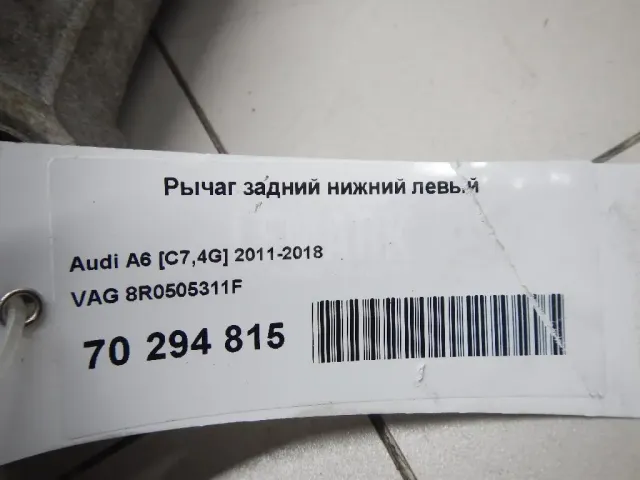 Рычаг задний нижний левый
Audi A6 [C7,4G] 2011-2018
VAG 8R0505311F
70 294 815